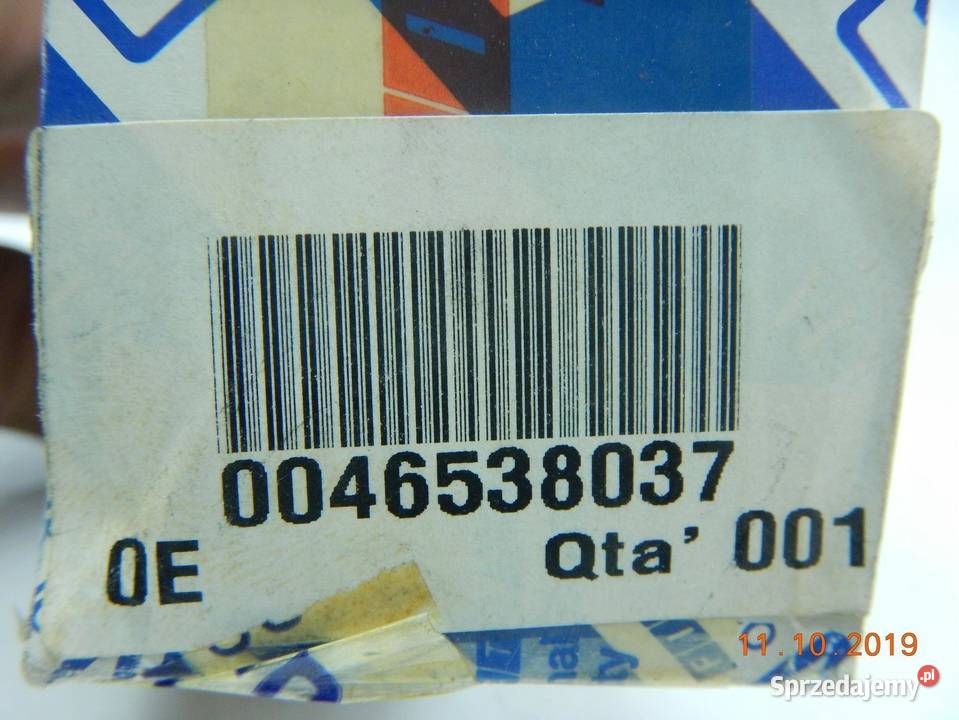 0046538037
0E Qta' 001
11.10.2019
Sprzedajemy.pl